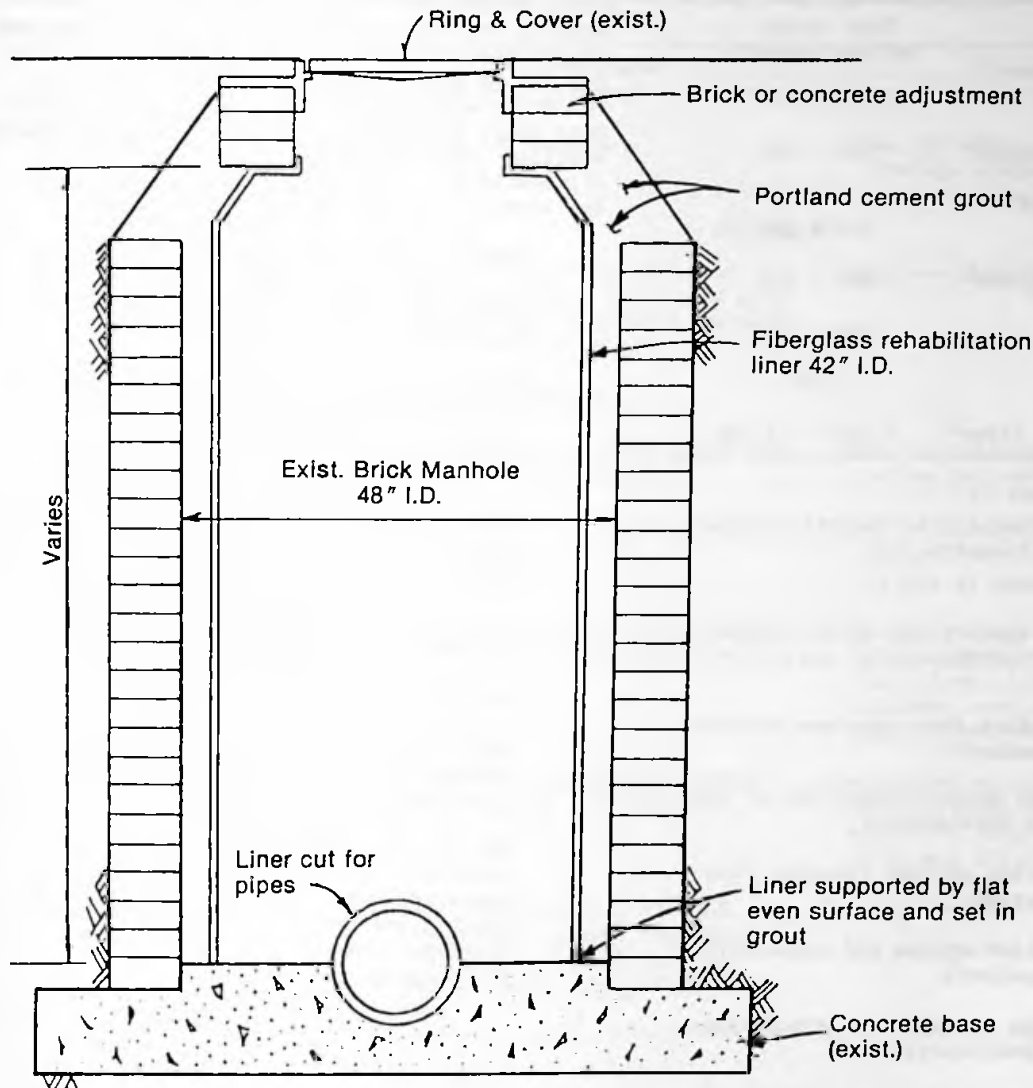 Ring & Cover (exist.)
Brick or concrete adjustment
Portland cement grout
Fiberglass rehabilitation
liner 42" I.D.
Exist. Brick Manhole
48" I.D.
Varies
Liner cut for
pipes
Liner supported by flat
even surface and set in
grout
Concrete base
(exist.)